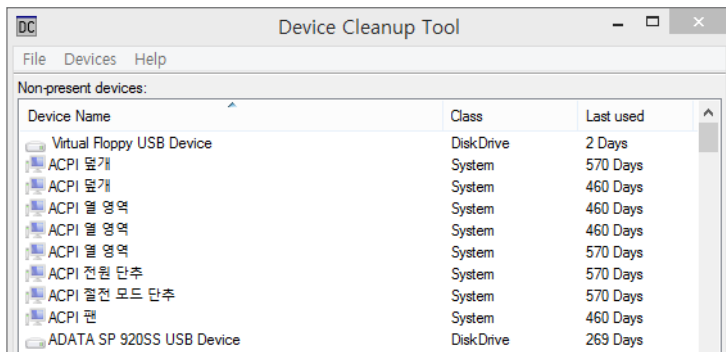 DC Device Cleanup Tool
File Devices Help
Non-present devices:
Device Name Class Last used
Virtual Floppy USB Device DiskDrive 2 Days
ACPI 덮개 System 570 Days
ACPI 덮개 System 460 Days
ACPI 열 영역 System 460 Days
ACPI 열 영역 System 460 Days
ACPI 열 영역 System 570 Days
ACPI 전원 단추 System 570 Days
ACPI 절전 모드 단추 System 570 Days
ACPI 팬 System 460 Days
ADATA SP 920SS USB Device DiskDrive 269 Days